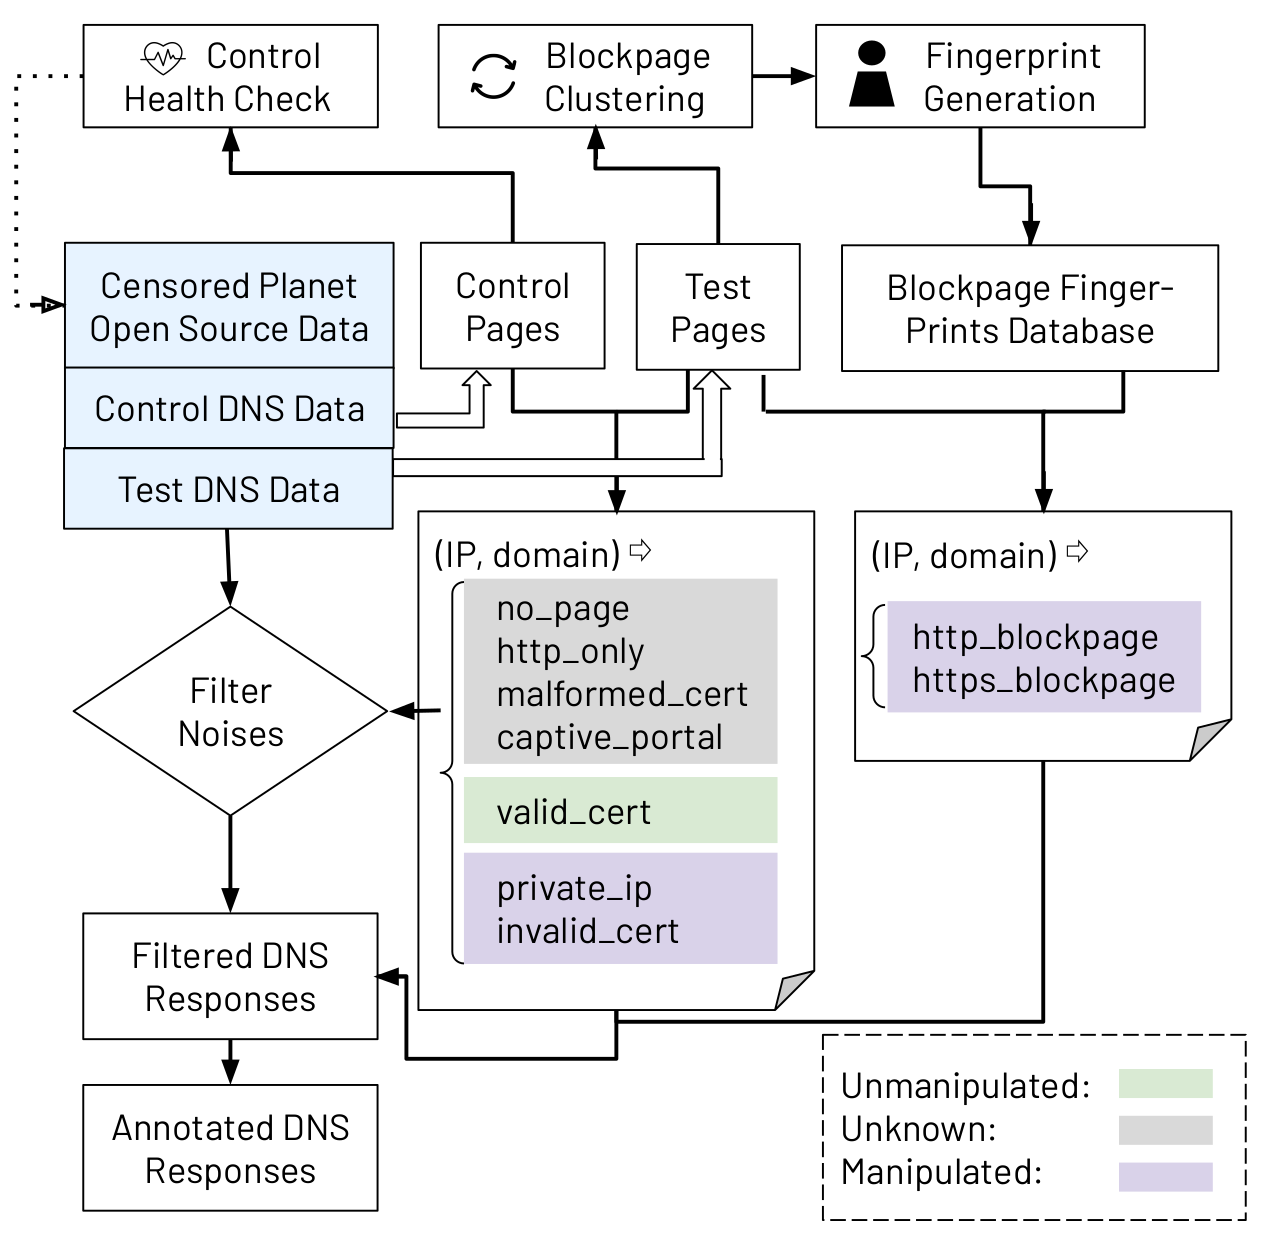 Control
Health Check
Blockpage
Clustering
Fingerprint
Generation
Censored Planet
Open Source Data
Control DNS Data
Test DNS Data
Control
Pages
Test
Pages
Blockpage Finger-
Prints Database
(IP, domain)
no_page
http_only
malformed_cert
captive_portal
valid_cert
private_ip
invalid_cert
(IP, domain)
http_blockpage
https_blockpage
Filter
Noises
Filtered DNS
Responses
Annotated DNS
Responses
Unmanipulated:
Unknown:
Manipulated: